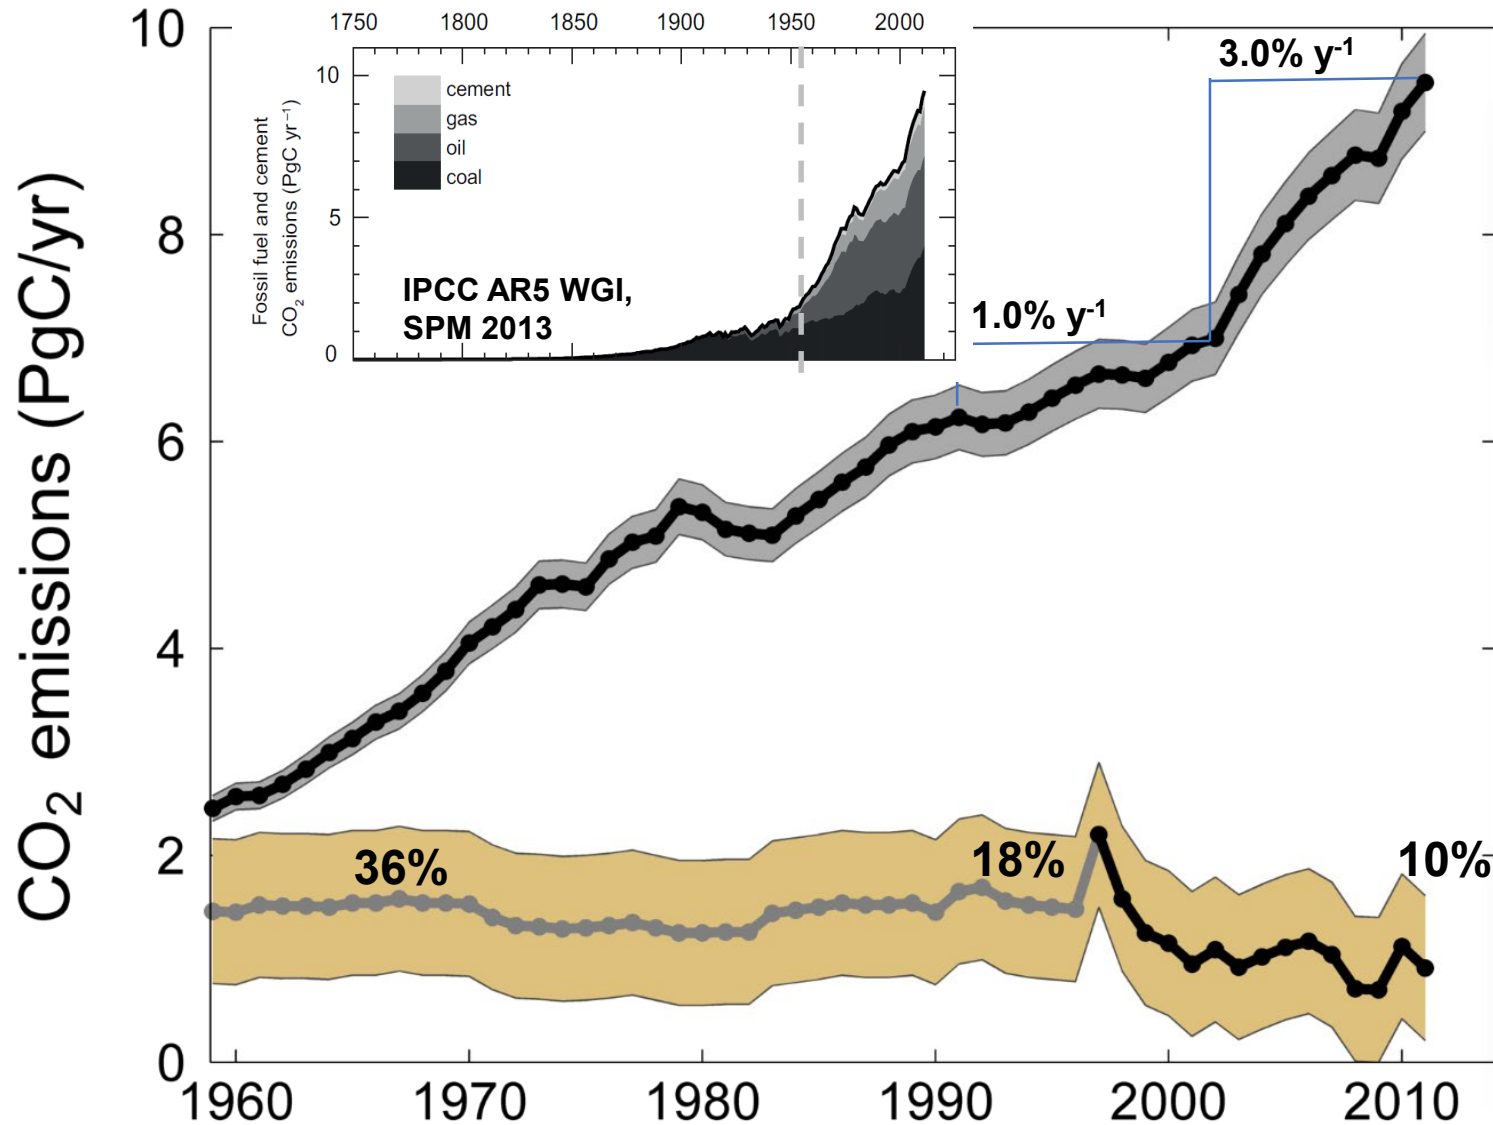 1750 1800 1850 1900 1950 2000
10
5
0
Fossil fuel and cement
CO₂ emissions (PgC yr⁻¹)
cement
gas
oil
coal
IPCC AR5 WGI,
SPM 2013
3.0% y⁻¹
1.0% y⁻¹
CO₂ emissions (PgC/yr)
10
8
6
4
2
0
36%
18%
10%
1960 1970 1980 1990 2000 2010